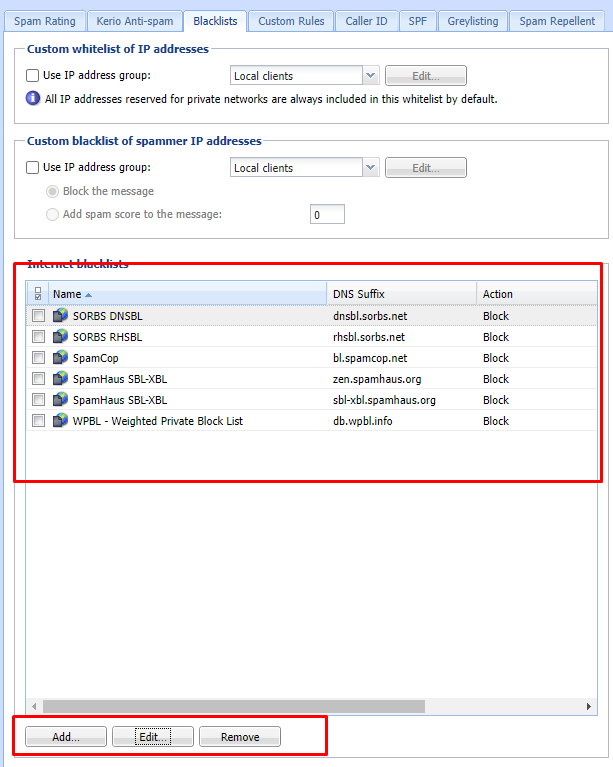 Spam Rating Kerio Anti-spam Blacklists Custom Rules Caller ID SPF Greylisting Spam Repellent
Custom whitelist of IP addresses
Use IP address group: Local clients Edit...
All IP addresses reserved for private networks are always included in this whitelist by default.
Custom blacklist of spammer IP addresses
Use IP address group: Local clients Edit...
Block the message
Add spam score to the message: 0
Internet blacklists
Name DNS Suffix Action
SORBS DNSBL dnsbl.sorbs.net Block
SORBS RHSBL rhsbl.sorbs.net Block
SpamCop bl.spamcop.net Block
SpamHaus SBL-XBL zen.spamhaus.org Block
SpamHaus SBL-XBL sbl-xbl.spamhaus.org Block
WPBL - Weighted Private Block List db.wpbl.info Block
Add... Edit... Remove